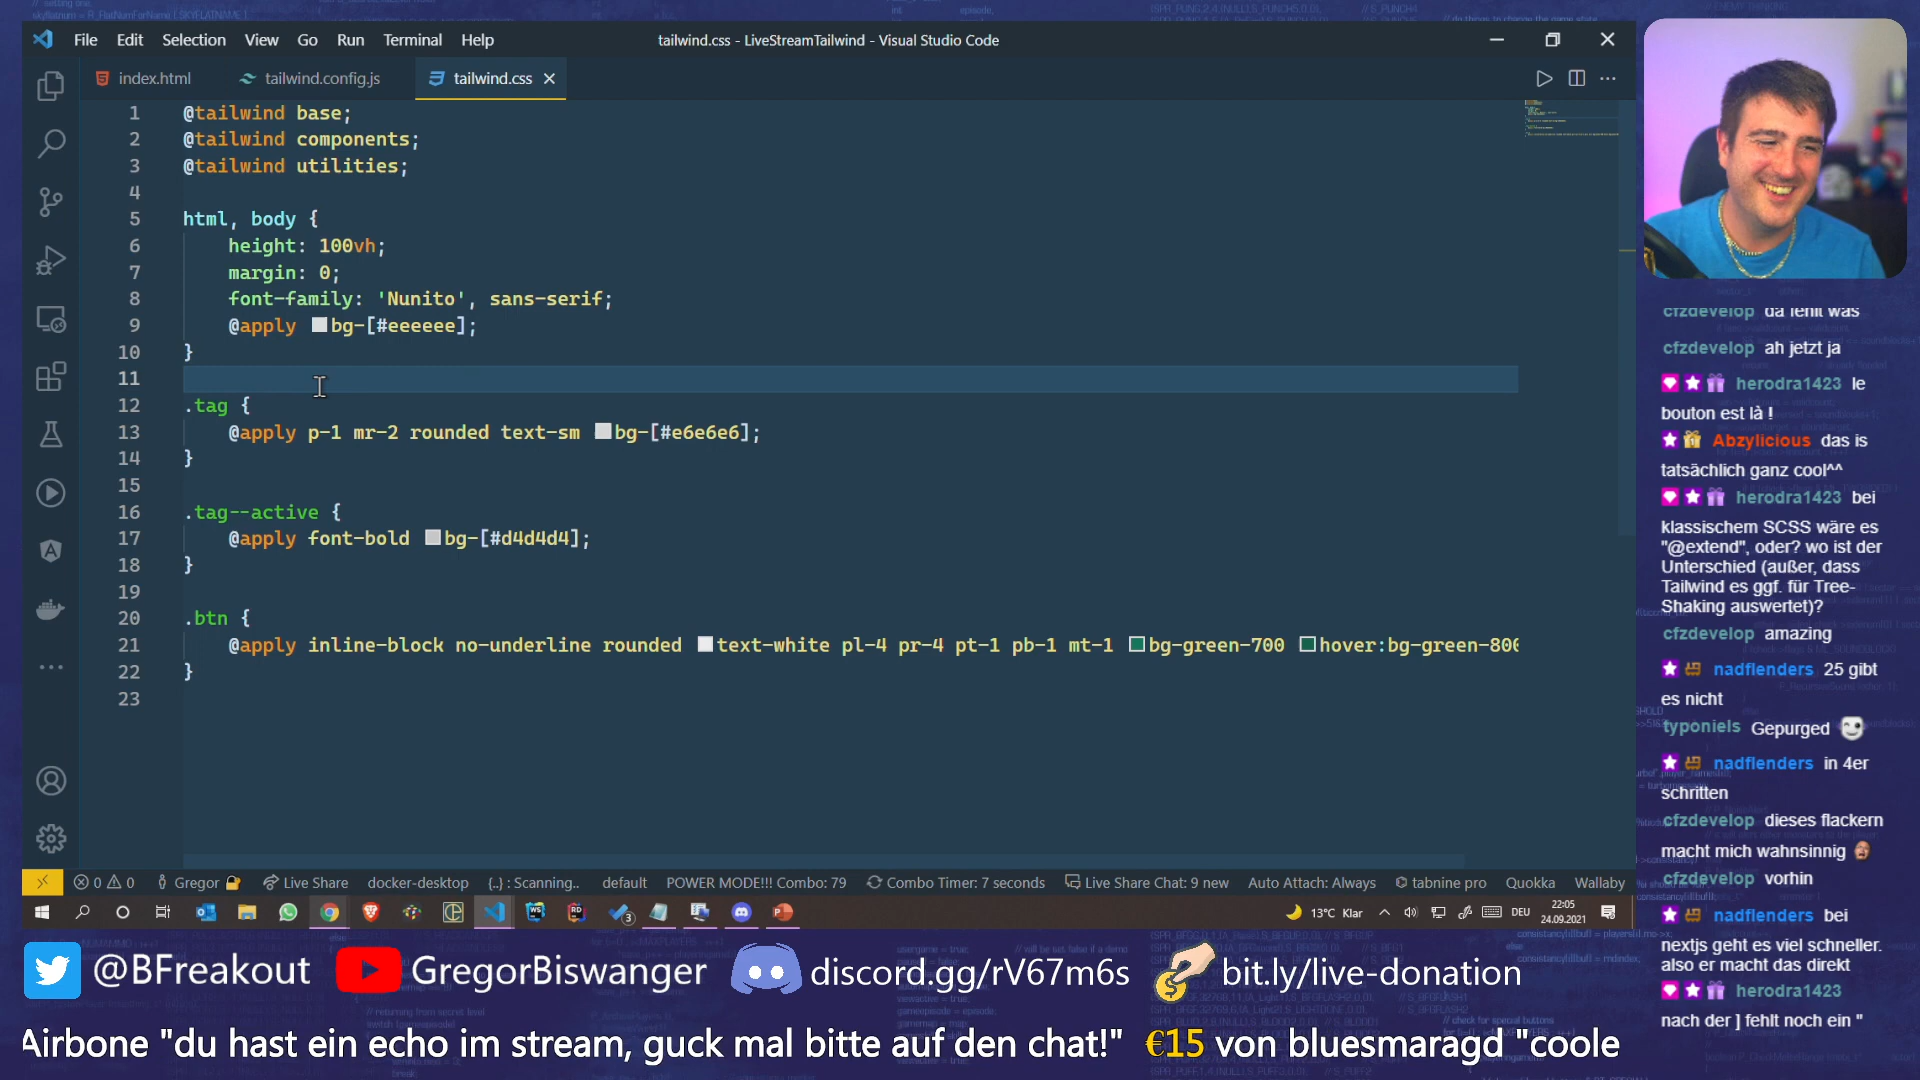 File Edit Selection View Go Run Terminal Help
tailwind.css - LiveStreamTailwind - Visual Studio Code
index.html tailwind.config.js tailwind.css
1 @tailwind base;
2 @tailwind components;
3 @tailwind utilities;
4
5 html, body {
6 height: 100vh;
7 margin: 0;
8 font-family: 'Nunito', sans-serif;
9 @apply bg-[#eeeeee];
10 }
11
12 .tag {
13 @apply p-1 mr-2 rounded text-sm bg-[#e6e6e6];
14 }
15
16 .tag--active {
17 @apply font-bold bg-[#d4d4d4];
18 }
19
20 .btn {
21 @apply inline-block no-underline rounded text-white pl-4 pr-4 pt-1 pb-1 mt-1 bg-green-700 hover:bg-green-800
22 }
23
0 0 Gregor Live Share docker-desktop {..} : Scanning.. default POWER MODE!!! Combo: 79 Combo Timer: 7 seconds Live Share Chat: 9 new Auto Attach: Always tabnine pro Quokka Wallaby
3
13°C Klar DEU 22:05
24.09.2021
cfzdevelop da fehlt was
cfzdevelop ah jetzt ja
herodra1423 le
bouton est là !
Abzylicious das is
tatsächlich ganz cool^^
herodra1423 bei
klassischem SCSS wäre es
"@extend", oder? wo ist der
Unterschied (außer, dass
Tailwind es ggf. für Tree-
Shaking auswertet)?
cfzdevelop amazing
nadflenders 25 gibt
es nicht
typoniels Gepurged
nadflenders in 4er
schritten
cfzdevelop dieses flackern
macht mich wahnsinnig
cfzdevelop vorhin
nadflenders bei
nextjs geht es viel schneller.
also er macht das direkt
herodra1423
nach der ] fehlt noch ein "
@BFreakout GregorBiswanger discord.gg/rV67m6s bit.ly/live-donation
Airbone "du hast ein echo im stream, guck mal bitte auf den chat!" €15 von bluesmaragd "coole